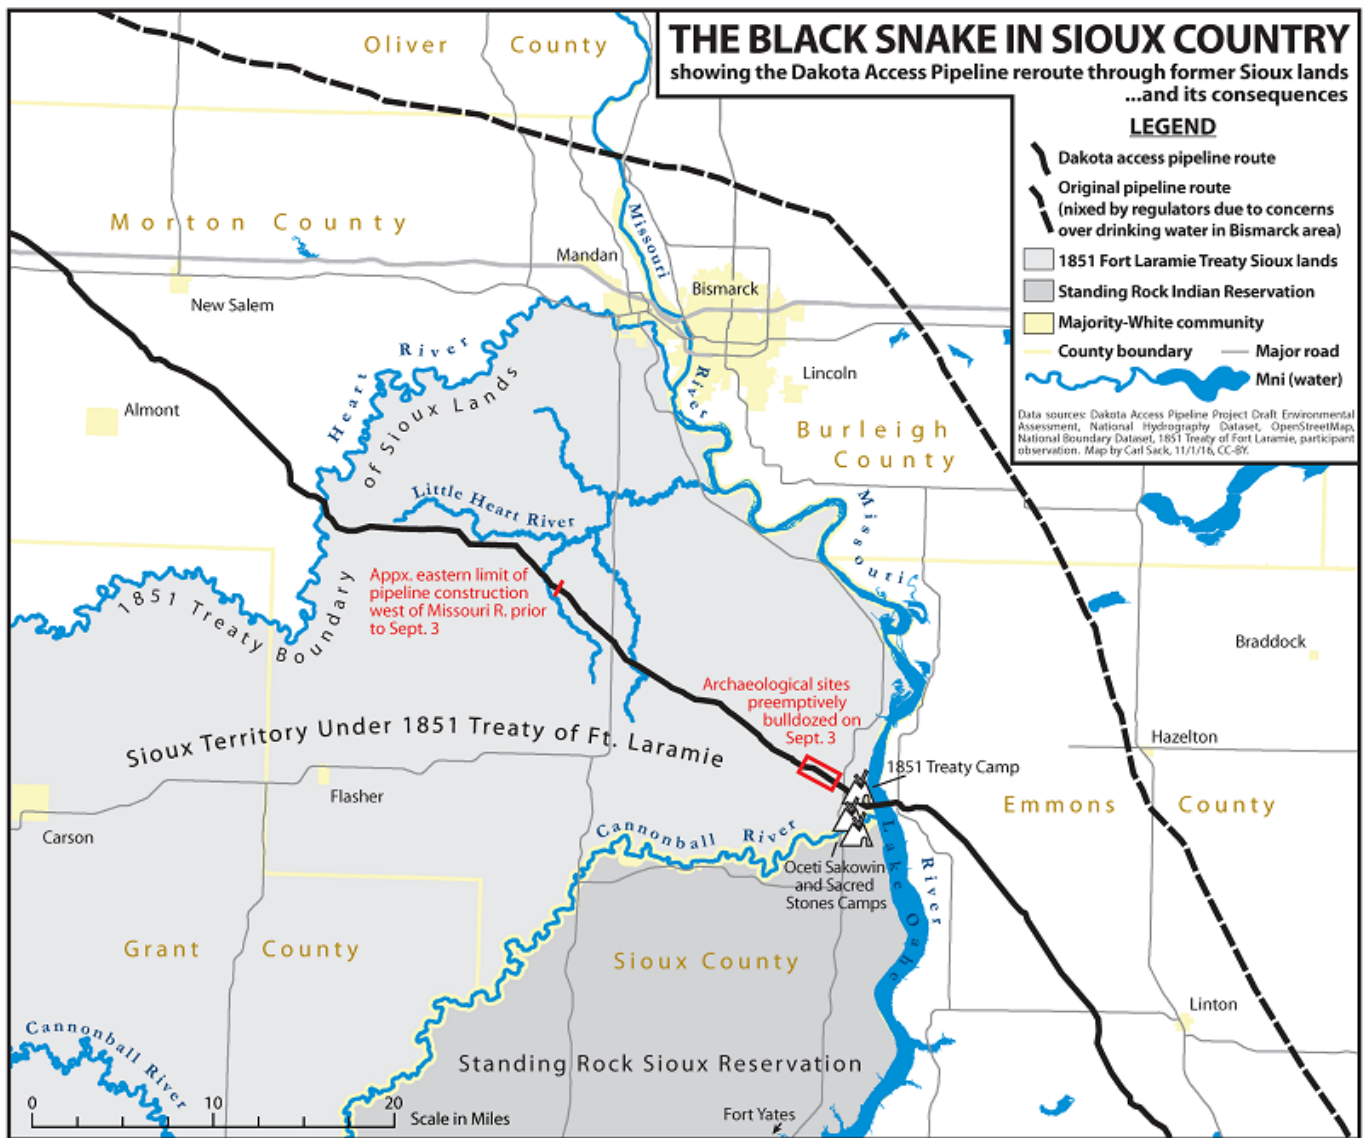 THE BLACK SNAKE IN SIOUX COUNTRY
showing the Dakota Access Pipeline reroute through former Sioux lands
...and its consequences
LEGEND
Dakota access pipeline route
Original pipeline route
(nixed by regulators due to concerns
over drinking water in Bismarck area)
1851 Fort Laramie Treaty Sioux lands
Standing Rock Indian Reservation
Majority-White community
County boundary
Major road
Mni (water)
Data sources: Dakota Access Pipeline Project Draft Environmental
Assessment, National Hydrography Dataset, OpenStreetMap,
National Boundary Dataset, 1851 Treaty of Fort Laramie, participant
observation. Map by Carl Sack, 11/1/16, CC-BY.
Oliver County
Morton County
Missouri
Mandan
Bismarck
New Salem
Heart River
River
Lincoln
Almont
of Sioux Lands
Burleigh
County
Little Heart River
Missouri
1851 Treaty Boundary
Appx. eastern limit of
pipeline construction
west of Missouri R. prior
to Sept. 3
Braddock
Archaeological sites
preemptively
bulldozed on
Sept. 3
Sioux Territory Under 1851 Treaty of Ft. Laramie
Hazelton
1851 Treaty Camp
Flasher
Emmons County
Carson
Cannonball River
Lake Oahe
River
Oceti Sakowin
and Sacred
Stones Camps
Grant County
Sioux County
Linton
Cannonball River
Standing Rock Sioux Reservation
Fort Yates
0 10 20
Scale in Miles